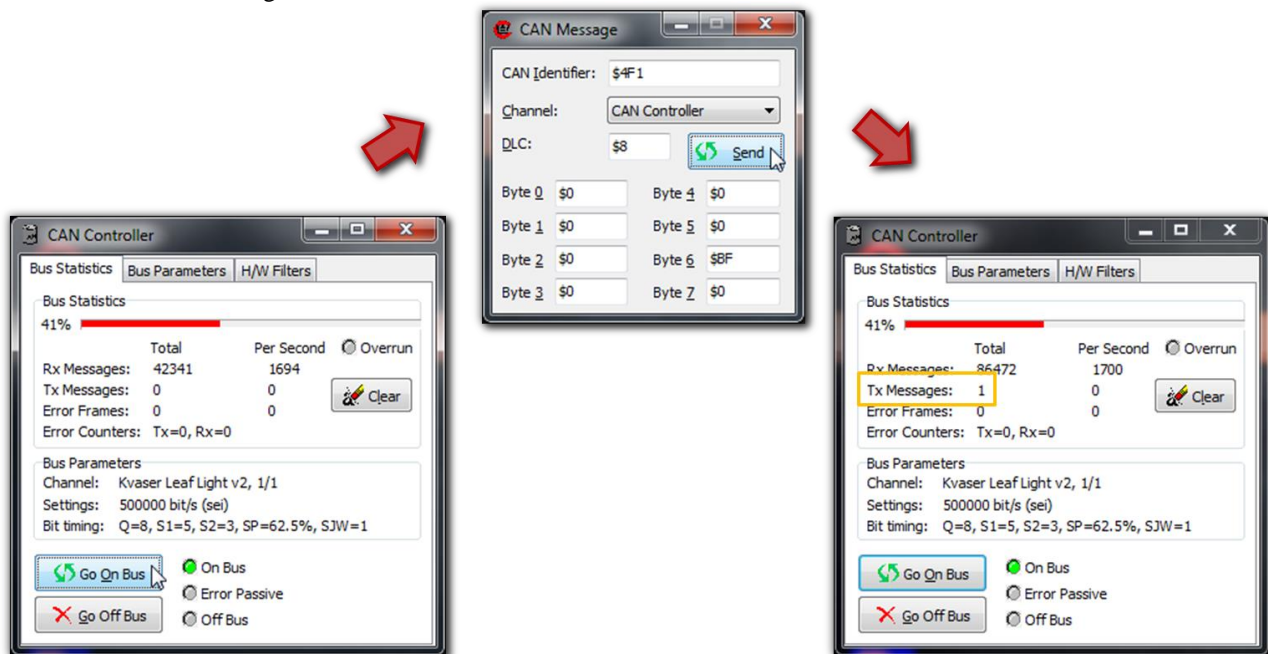 CAN Message
CAN Identifier: $4F1
Channel: CAN Controller
DLC: $8 Send
Byte 0 $0 Byte 4 $0
Byte 1 $0 Byte 5 $0
Byte 2 $0 Byte 6 $8F
Byte 3 $0 Byte 7 $0
CAN Controller
Bus Statistics Bus Parameters H/W Filters
Bus Statistics
41%
Total Per Second Overrun
Rx Messages: 42341 1694
Tx Messages: 0 0 Clear
Error Frames: 0 0
Error Counters: Tx=0, Rx=0
Bus Parameters
Channel: Kvaser Leaf Light v2, 1/1
Settings: 500000 bit/s (sei)
Bit timing: Q=8, S1=5, S2=3, SP=62.5%, SJW=1
Go On Bus On Bus
Error Passive
Go Off Bus Off Bus
CAN Controller
Bus Statistics Bus Parameters H/W Filters
Bus Statistics
41%
Total Per Second Overrun
Rx Messages: 86472 1700
Tx Messages: 1 0 Clear
Error Frames: 0 0
Error Counters: Tx=0, Rx=0
Bus Parameters
Channel: Kvaser Leaf Light v2, 1/1
Settings: 500000 bit/s (sei)
Bit timing: Q=8, S1=5, S2=3, SP=62.5%, SJW=1
Go On Bus On Bus
Error Passive
Go Off Bus Off Bus